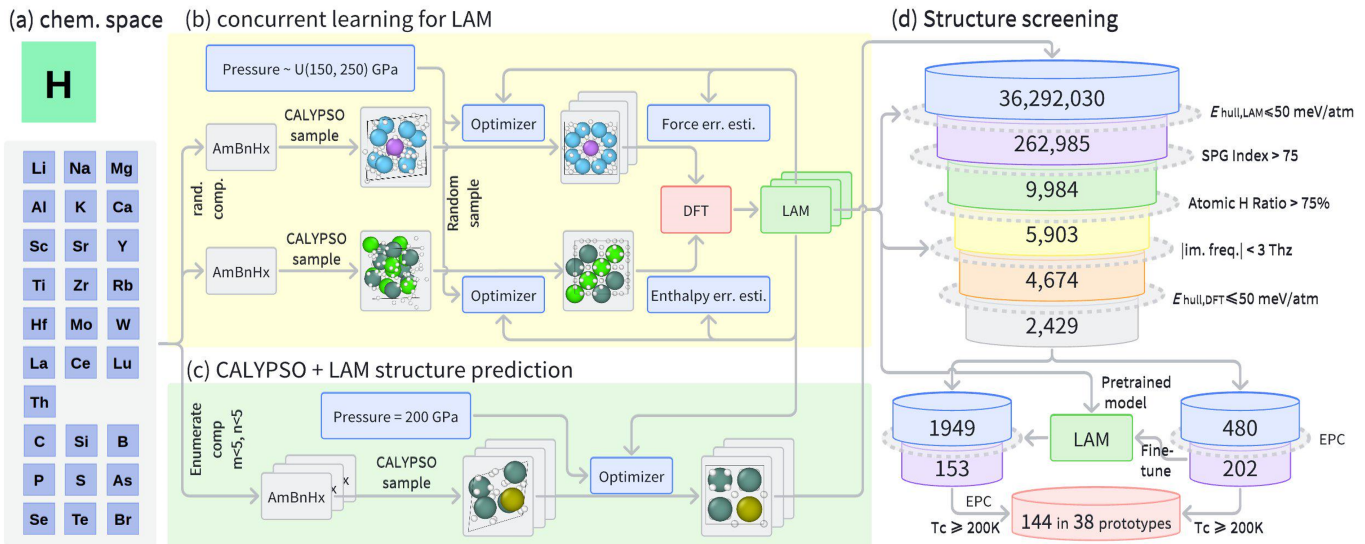 (a) chem. space
H
Li Na Mg
Al K Ca
Sc Sr Y
Ti Zr Rb
Hf Mo W
La Ce Lu
Th
C Si B
P S As
Se Te Br
(b) concurrent learning for LAM
Pressure ~ U(150, 250) GPa
rand.
comp.
AmBnHx
CALYPSO
sample
Random
sample
Optimizer
Force err. esti.
DFT
LAM
AmBnHx
CALYPSO
sample
Optimizer
Enthalpy err. esti.
(c) CALYPSO + LAM structure prediction
Enumerate
comp
m<5, n<5
Pressure = 200 GPa
AmBnHx
x
x
CALYPSO
sample
Optimizer
(d) Structure screening
36,292,030
E hull,LAM≤50 meV/atm
262,985
SPG Index > 75
9,984
Atomic H Ratio > 75%
5,903
|im. freq.| < 3 Thz
4,674
E hull,DFT≤50 meV/atm
2,429
Pretrained
model
1949
LAM
480
EPC
153
Fine-
tune
202
EPC
Tc ≥ 200K
144 in 38 prototypes
Tc ≥ 200K